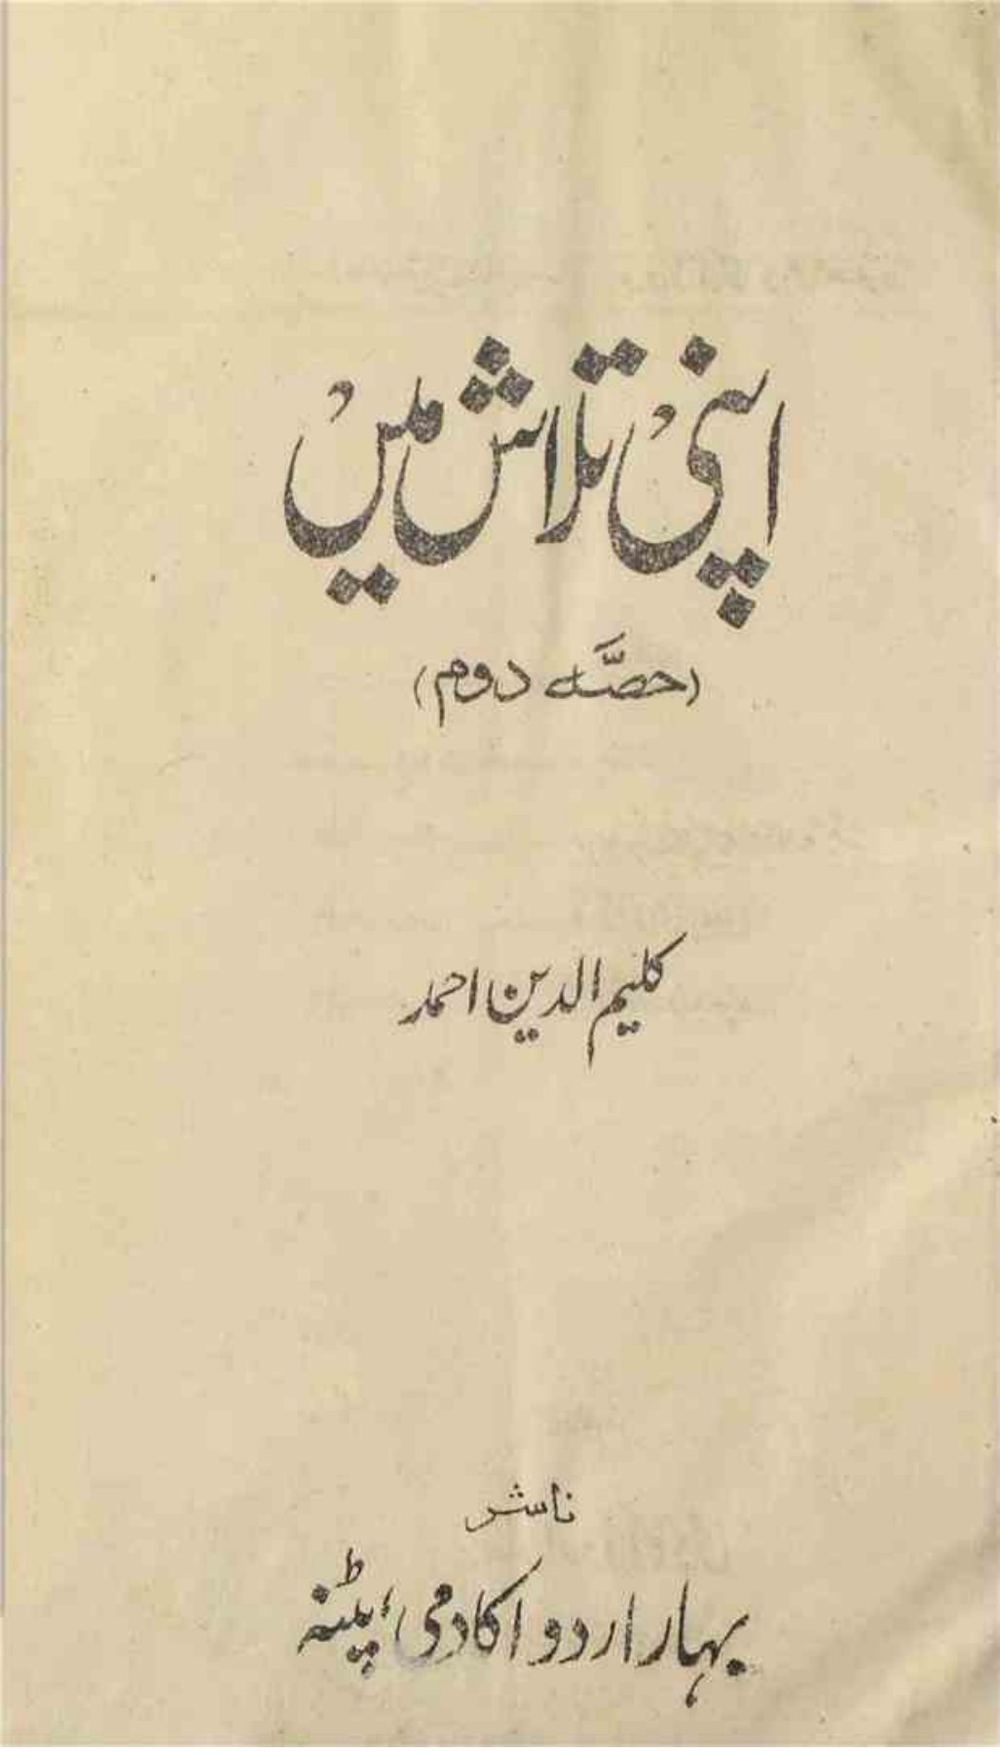 اپنی تلاش میں
(حصّہ دوم)
کلیم الدین احمد
ناشر
بہار اردو اکادمی، پٹنہ